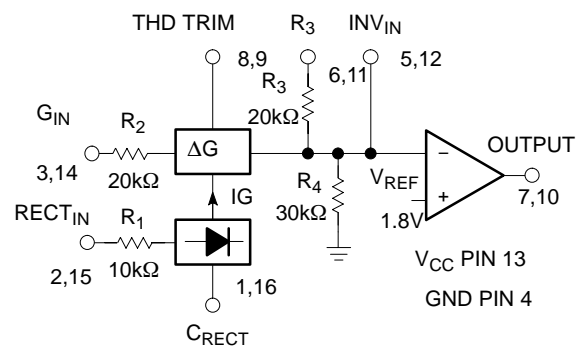 THD TRIM
R3
INVIN
8,9
6,11
5,12
R3
20kΩ
GIN
R2
ΔG
3,14
20kΩ
IG
R4
30kΩ
VREF
−
+
1.8V
OUTPUT
7,10
RECTIN
R1
2,15
10kΩ
1,16
CRECT
VCC PIN 13
GND PIN 4